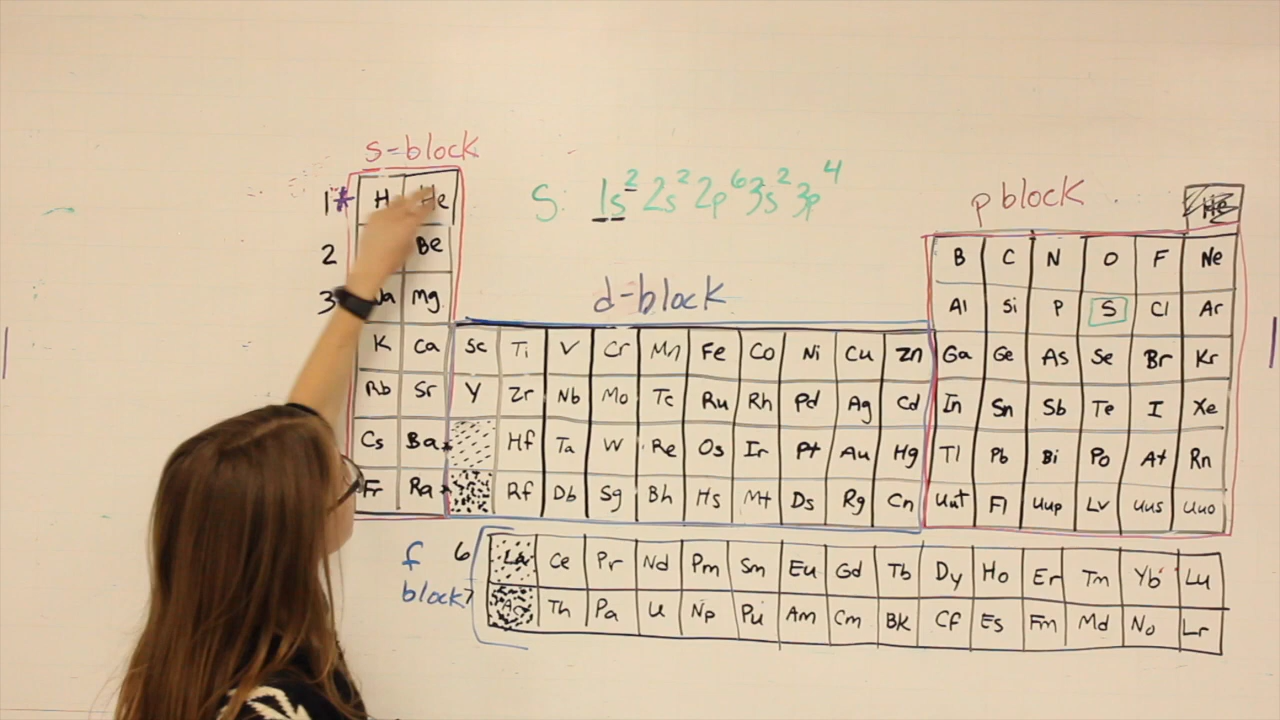 s-block
1* H He
S: 1s² 2s² 2p⁶ 3s² 3p⁴
p block
He
2 Be
B C N O F Ne
3 Na Mg
Al Si P S Cl Ar
d-block
K Ca Sc Ti V Cr Mn Fe Co Ni Cu Zn Ga Ge As Se Br Kr
Rb Sr Y Zr Nb Mo Tc Ru Rh Pd Ag Cd In Sn Sb Te I Xe
Cs Ba Hf Ta W Re Os Ir Pt Au Hg Tl Pb Bi Po At Rn
Fr Ra Rf Db Sg Bh Hs Mt Ds Rg Cn Uut Fl Uup Lv Uus Uuo
f block
6 La Ce Pr Nd Pm Sm Eu Gd Tb Dy Ho Er Tm Yb Lu
7 Ac Th Pa U Np Pu Am Cm Bk Cf Es Fm Md No Lr